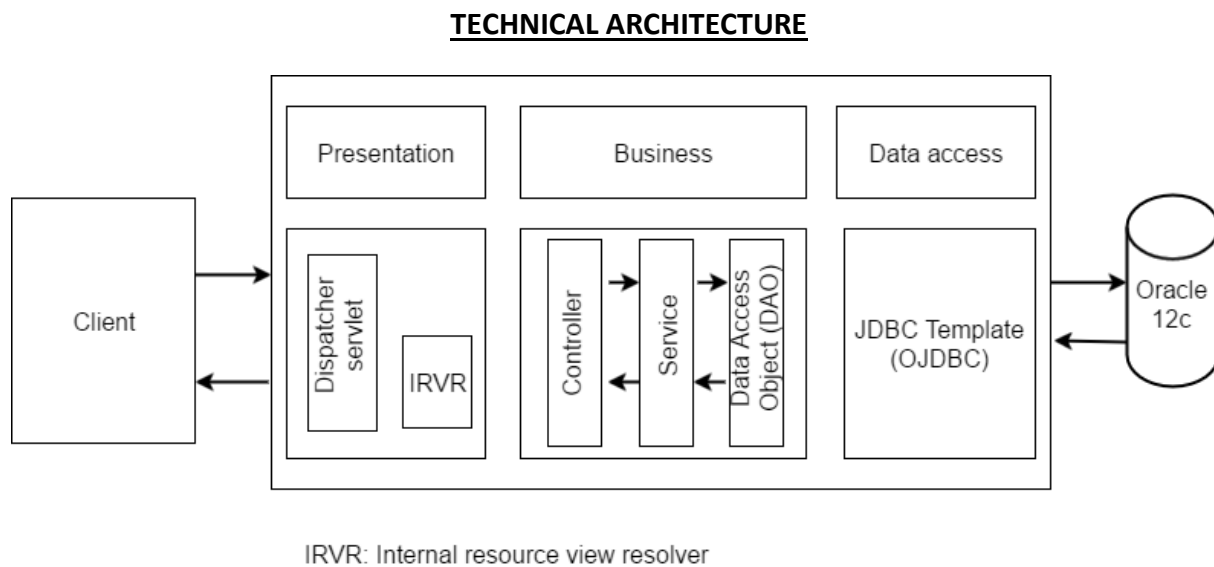 TECHNICAL ARCHITECTURE
Presentation
Business
Data access
Client
Dispatcher
servlet
IRVR
Controller
Service
Data Access
Object (DAO)
JDBC Template
(OJDBC)
Oracle
12c
IRVR: Internal resource view resolver